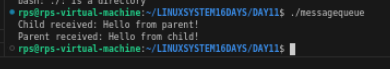 bash: ./: Is a directory
rps@rps-virtual-machine:~/LINUXSYSTEM16DAYS/DAY11$ ./messagequeue
Child received: Hello from parent!
Parent received: Hello from child!
rps@rps-virtual-machine:~/LINUXSYSTEM16DAYS/DAY11$